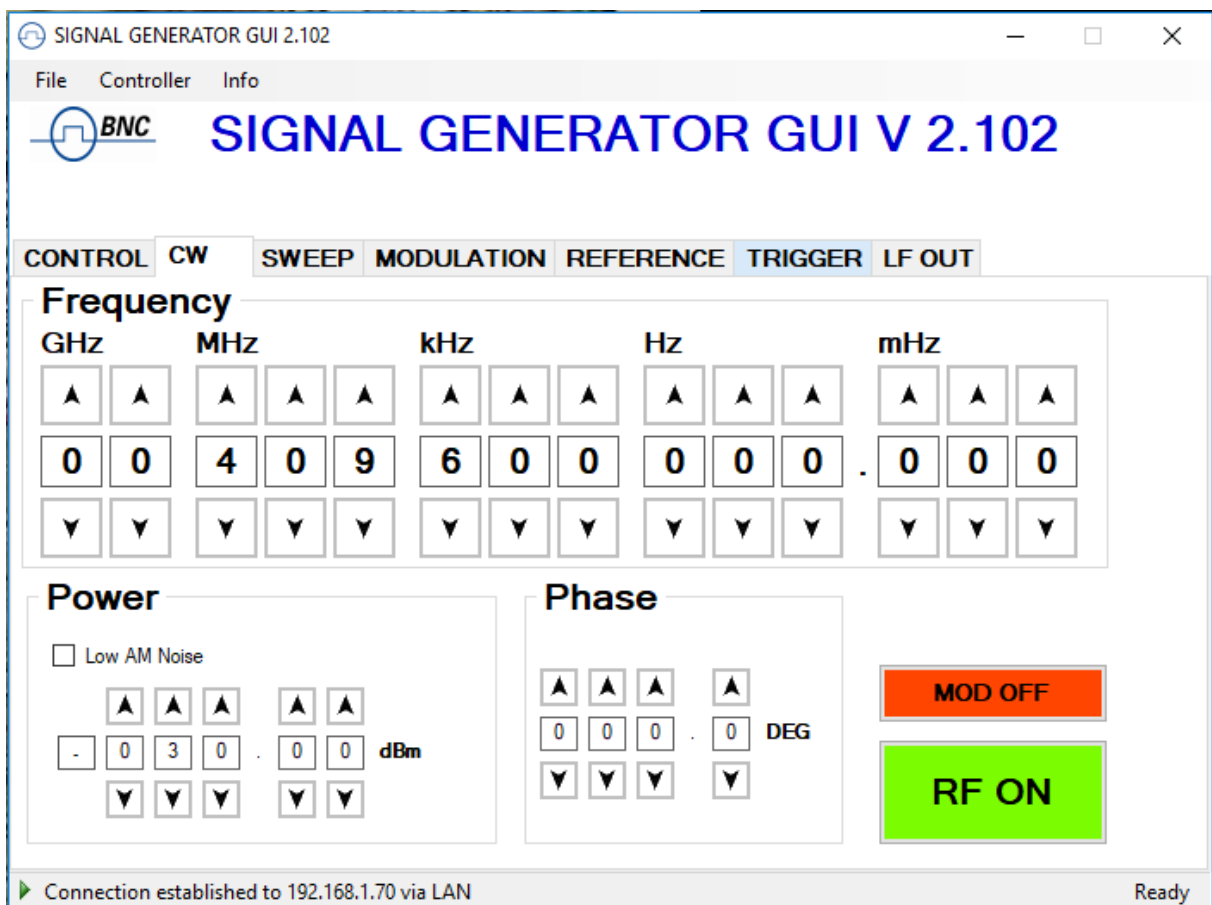 SIGNAL GENERATOR GUI 2.102
File Controller Info
BNC SIGNAL GENERATOR GUI V 2.102
CONTROL CW SWEEP MODULATION REFERENCE TRIGGER LF OUT
Frequency
GHz MHz kHz Hz mHz
0 0 4 0 9 6 0 0 0 0 0 . 0 0 0
Power
Low AM Noise
- 0 3 0 . 0 0 dBm
Phase
0 0 0 . 0 DEG
MOD OFF
RF ON
Connection established to 192.168.1.70 via LAN Ready